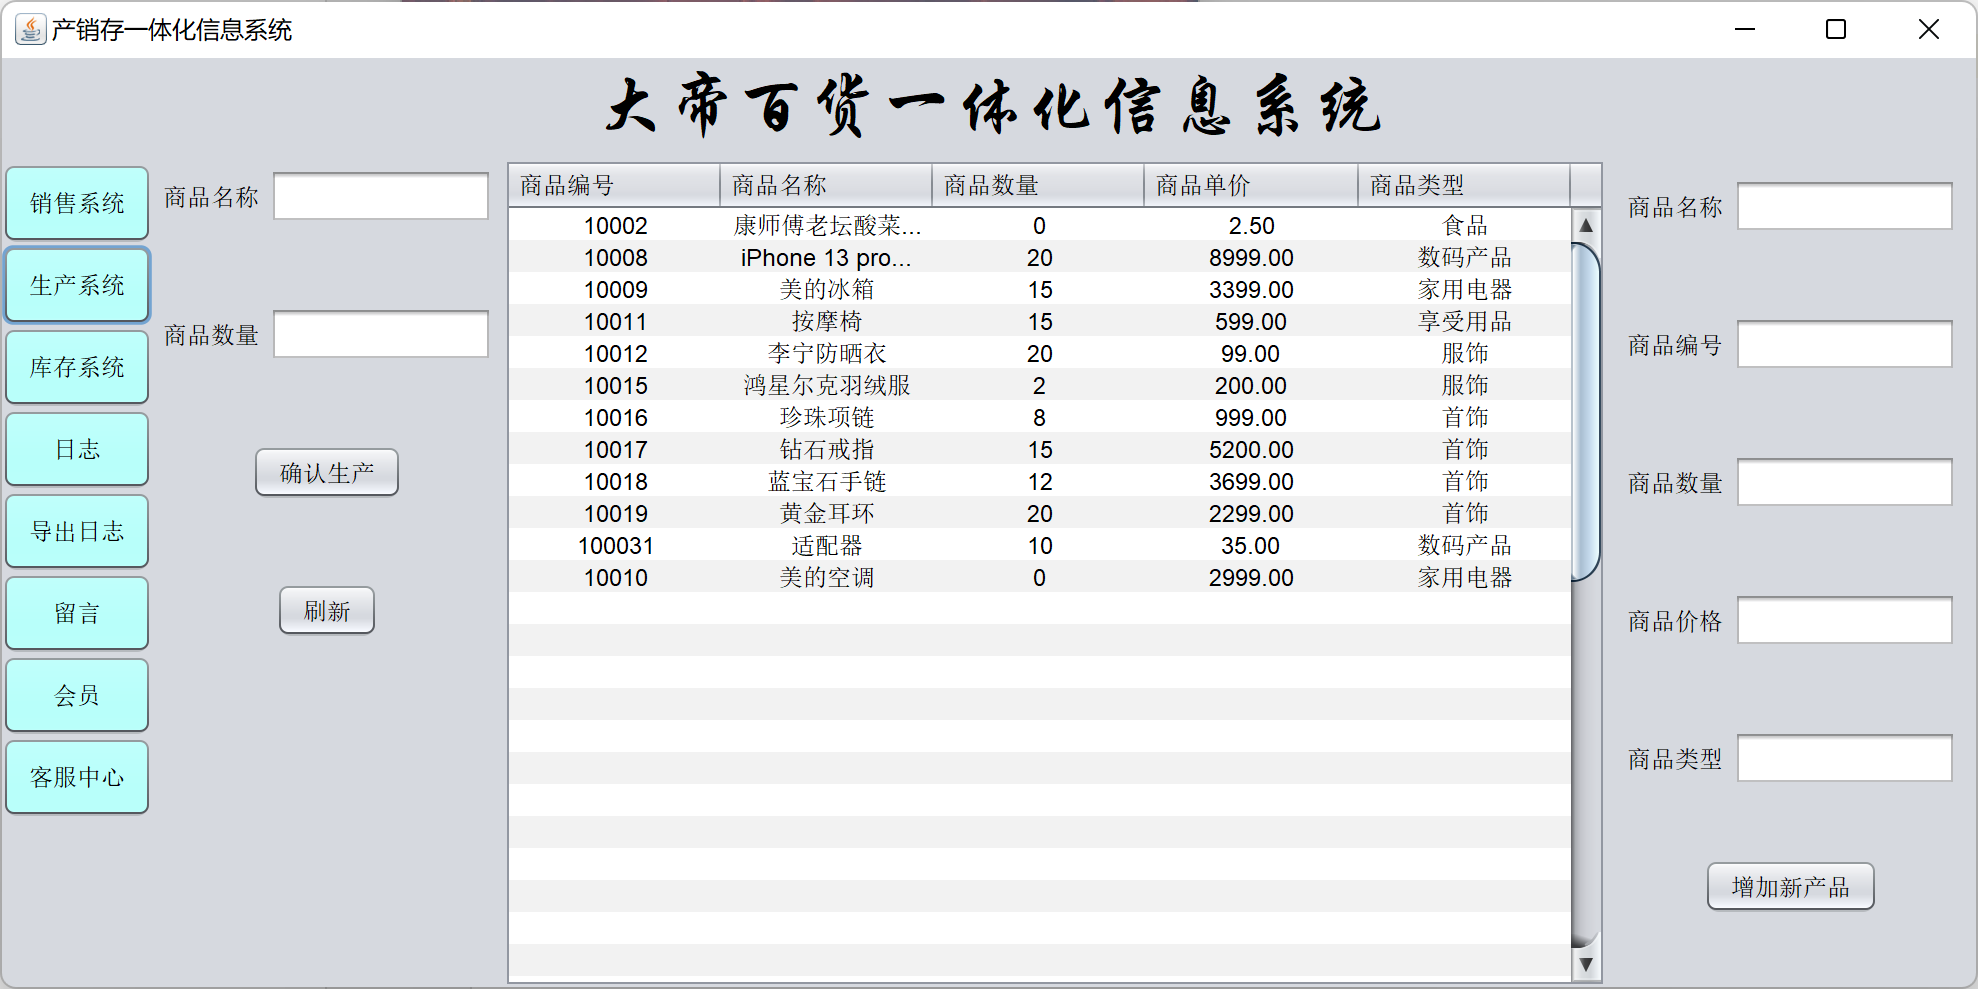 产销存一体化信息系统
大帝百货一体化信息系统
销售系统
生产系统
库存系统
日志
导出日志
留言
会员
客服中心
商品名称
商品数量
确认生产
刷新
商品编号 商品名称 商品数量 商品单价 商品类型
10002 康师傅老坛酸菜... 0 2.50 食品
10008 iPhone 13 pro... 20 8999.00 数码产品
10009 美的冰箱 15 3399.00 家用电器
10011 按摩椅 15 599.00 享受用品
10012 李宁防晒衣 20 99.00 服饰
10015 鸿星尔克羽绒服 2 200.00 服饰
10016 珍珠项链 8 999.00 首饰
10017 钻石戒指 15 5200.00 首饰
10018 蓝宝石手链 12 3699.00 首饰
10019 黄金耳环 20 2299.00 首饰
100031 适配器 10 35.00 数码产品
10010 美的空调 0 2999.00 家用电器
商品名称
商品编号
商品数量
商品价格
商品类型
增加新产品